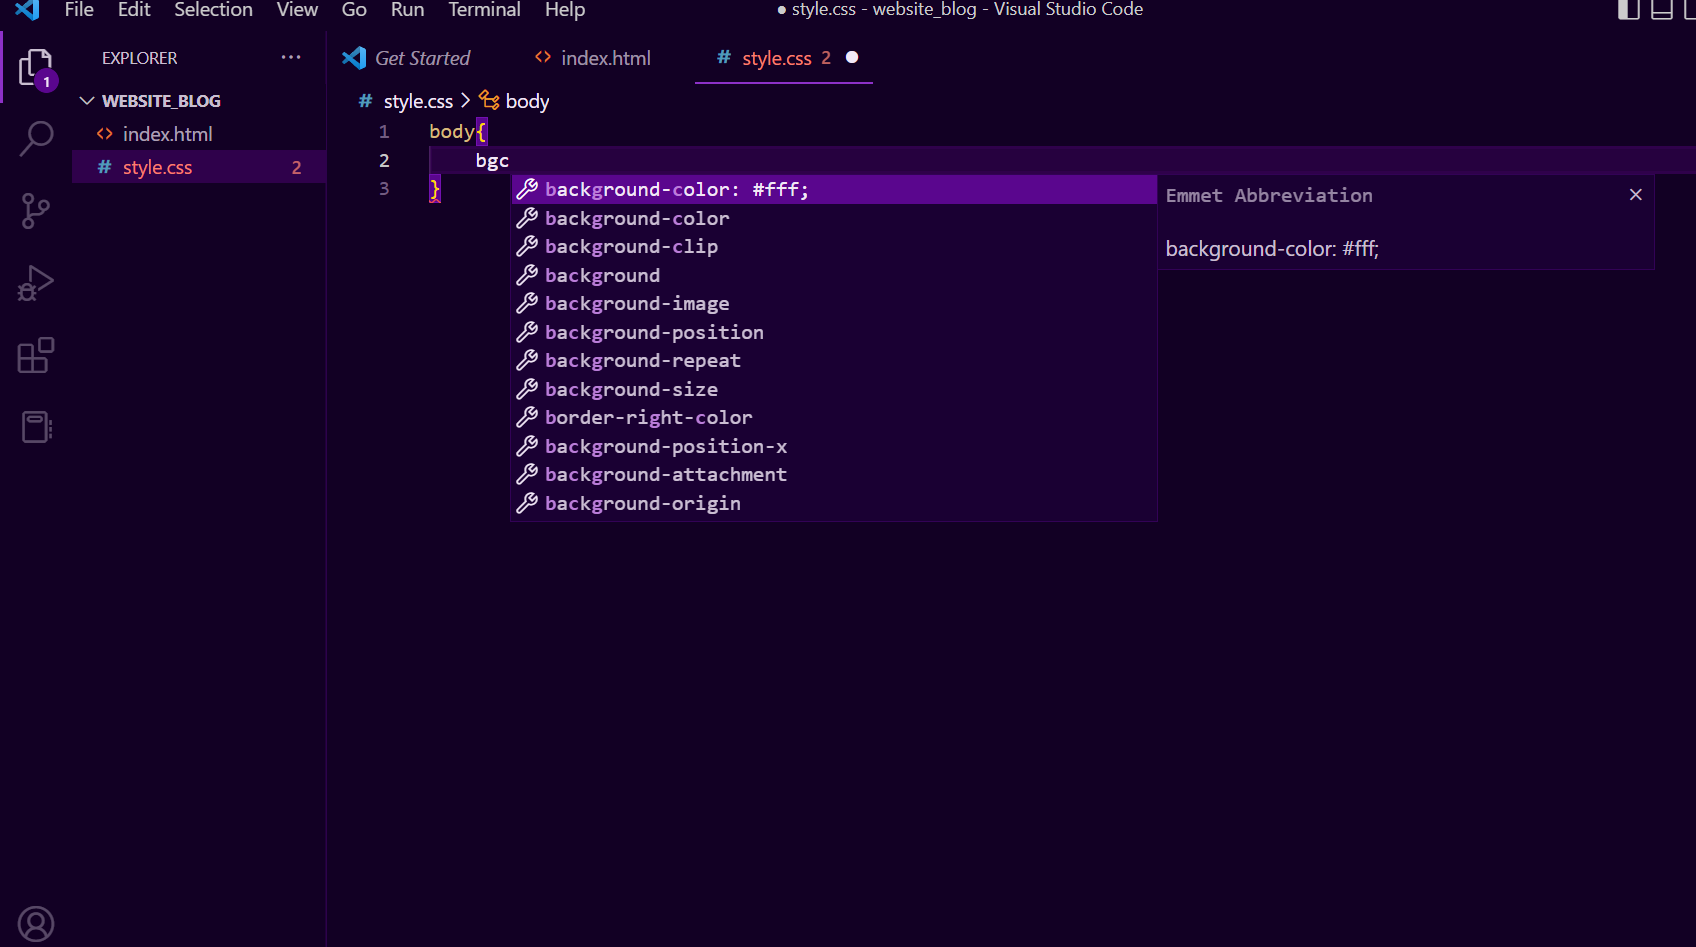 File Edit Selection View Go Run Terminal Help ● style.css - website_blog - Visual Studio Code
EXPLORER ···
Get Started <> index.html # style.css 2 ●
1
WEBSITE_BLOG
<> index.html
# style.css 2
# style.css > body
1 body{
2 bgc
3 }
background-color: #fff;
background-color
background-clip
background
background-image
background-position
background-repeat
background-size
border-right-color
background-position-x
background-attachment
background-origin
Emmet Abbreviation ×
background-color: #fff;